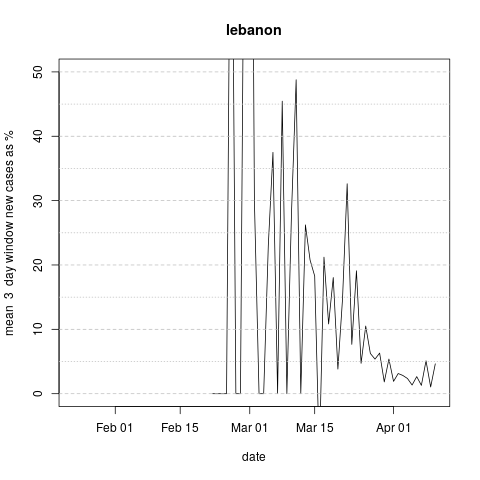 lebanon
mean  3  day window new cases as %
50
40
30
20
10
0
Feb 01
Feb 15
Mar 01
Mar 15
Apr 01
date